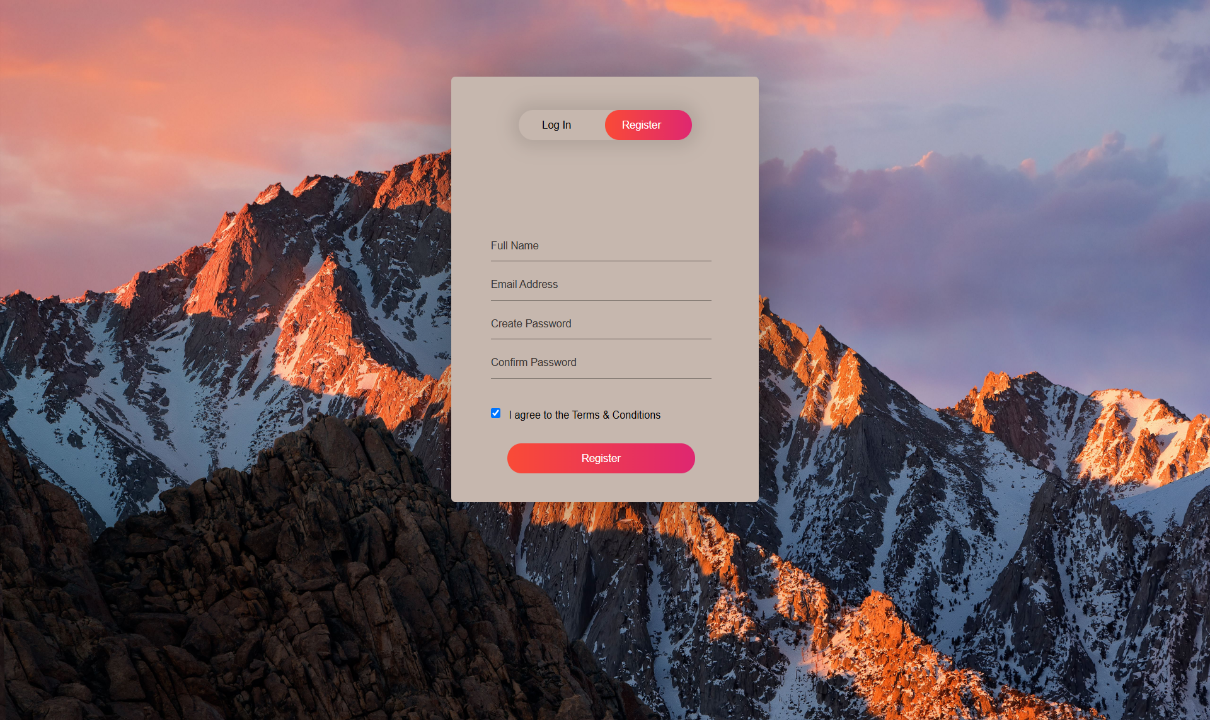 Log In Register
Full Name
Email Address
Create Password
Confirm Password
I agree to the Terms & Conditions
Register